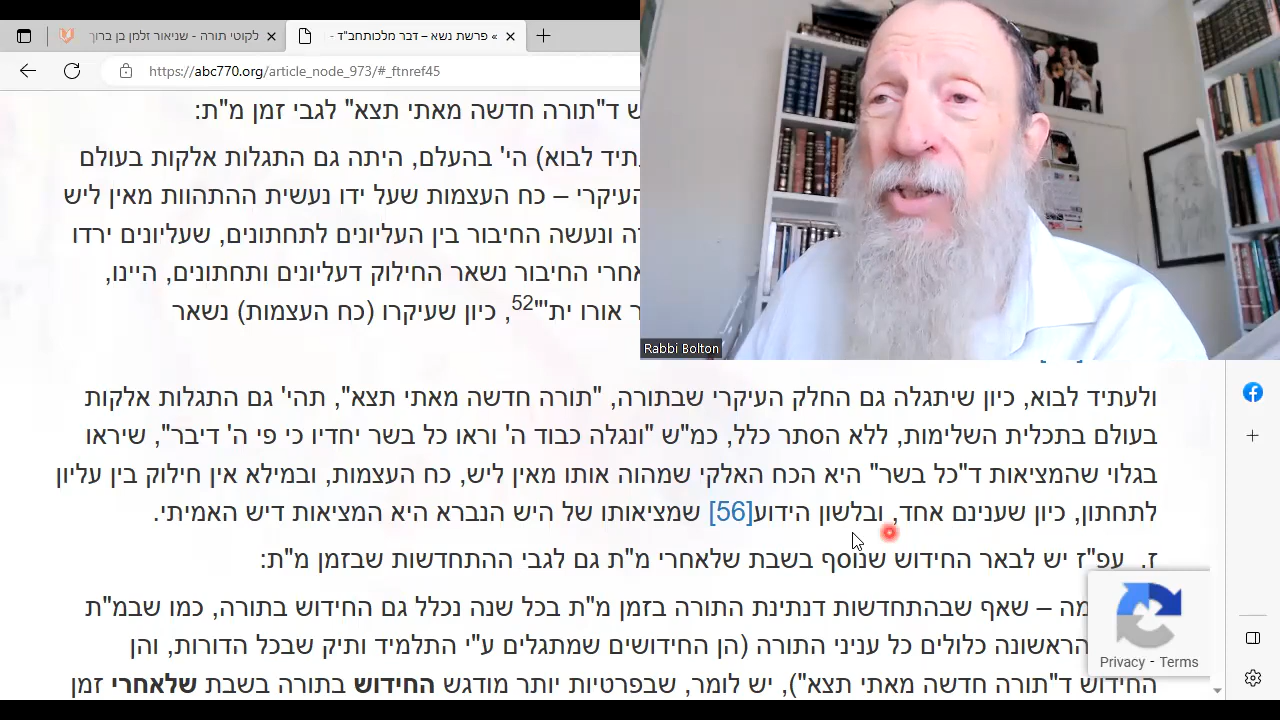 לקוטי תורה - שניאור זלמן בן ברוך
» פרשת נשא – דבר מלכותחב"ד -
https://abc770.org/article_node_973/#_ftnref45
ש ד"תורה חדשה מאתי תצא" לגבי זמן מ"ת:
תיד לבוא) הי' בהעלם, היתה גם התגלות אלקות בעולם
העיקרי – כח העצמות שעל ידו נעשית ההתהוות מאין ליש
ונעשה החיבור בין העליונים לתחתונים, שעליונים ירדו
אחרי החיבור נשאר החילוק דעליונים ותחתונים, היינו,
ר אורו ית'"52, כיון שעיקרו (כח העצמות) נשאר
Rabbi Bolton
ולעתיד לבוא, כיון שיתגלה גם החלק העיקרי שבתורה, "תורה חדשה מאתי תצא", תהי' גם התגלות אלקות
בעולם בתכלית השלימות, ללא הסתר כלל, כמ"ש "ונגלה כבוד ה' וראו כל בשר יחדיו כי פי ה' דיבר", שיראו
בגלוי שהמציאות ד"כל בשר" היא הכח האלקי שמהוה אותו מאין ליש, כח העצמות, ובמילא אין חילוק בין עליון
לתחתון, כיון שענינם אחד, ובלשון הידוע[56] שמציאותו של היש הנברא היא המציאות דיש האמיתי.
ז. עפ"ז יש לבאר החידוש שנוסף בשבת שלאחרי מ"ת גם לגבי ההתחדשות שבזמן מ"ת:
מה – שאף שבהתחדשות דנתינת התורה בזמן מ"ת בכל שנה נכלל גם החידוש בתורה, כמו שבמ"ת
הראשונה כלולים כל עניני התורה (הן החידושים שמתגלים ע"י התלמיד ותיק שבכל הדורות, והן
החידוש ד"תורה חדשה מאתי תצא"), יש לומר, שבפרטיות יותר מודגש החידוש בתורה בשבת שלאחרי זמן
Privacy - Terms